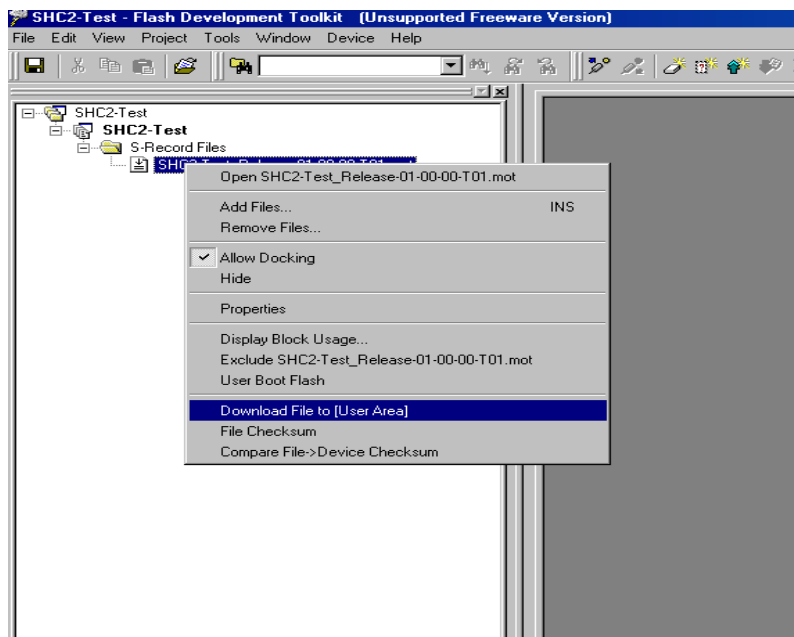 SHC2-Test - Flash Development Toolkit (Unsupported Freeware Version)
File Edit View Project Tools Window Device Help
SHC2-Test
SHC2-Test
S-Record Files
Open SHC2-Test_Release-01-00-00-T01.mot
Add Files... INS
Remove Files...
Allow Docking
Hide
Properties
Display Block Usage...
Exclude SHC2-Test_Release-01-00-00-T01.mot
User Boot Flash
Download File to [User Area]
File Checksum
Compare File->Device Checksum